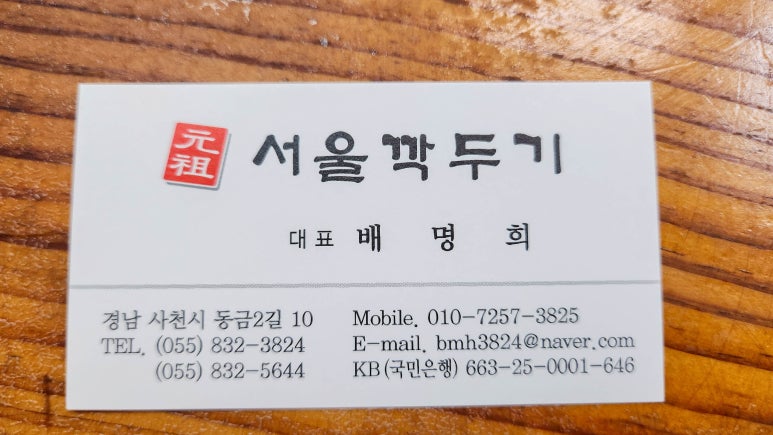 元祖 서울깍두기
대표 배명희
경남 사천시 동금2길 10
TEL. (055) 832-3824
(055) 832-5644
Mobile. 010-7257-3825
E-mail. bmh3824@naver.com
KB(국민은행) 663-25-0001-646